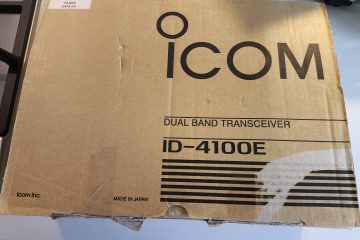 ICOM
DUAL BAND TRANSCEIVER
ID-4100E
Icom Inc.
MADE IN JAPAN